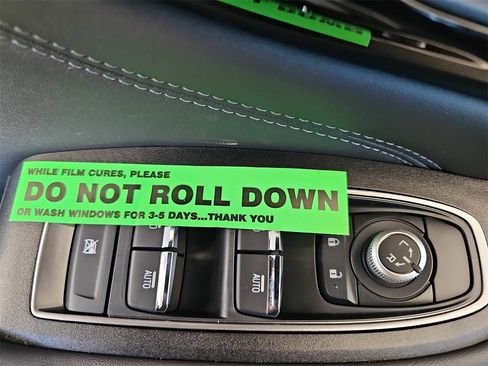 WHILE FILM CURES, PLEASE
DO NOT ROLL DOWN
OR WASH WINDOWS FOR 3-5 DAYS...THANK YOU
AUTO
AUTO
L
R